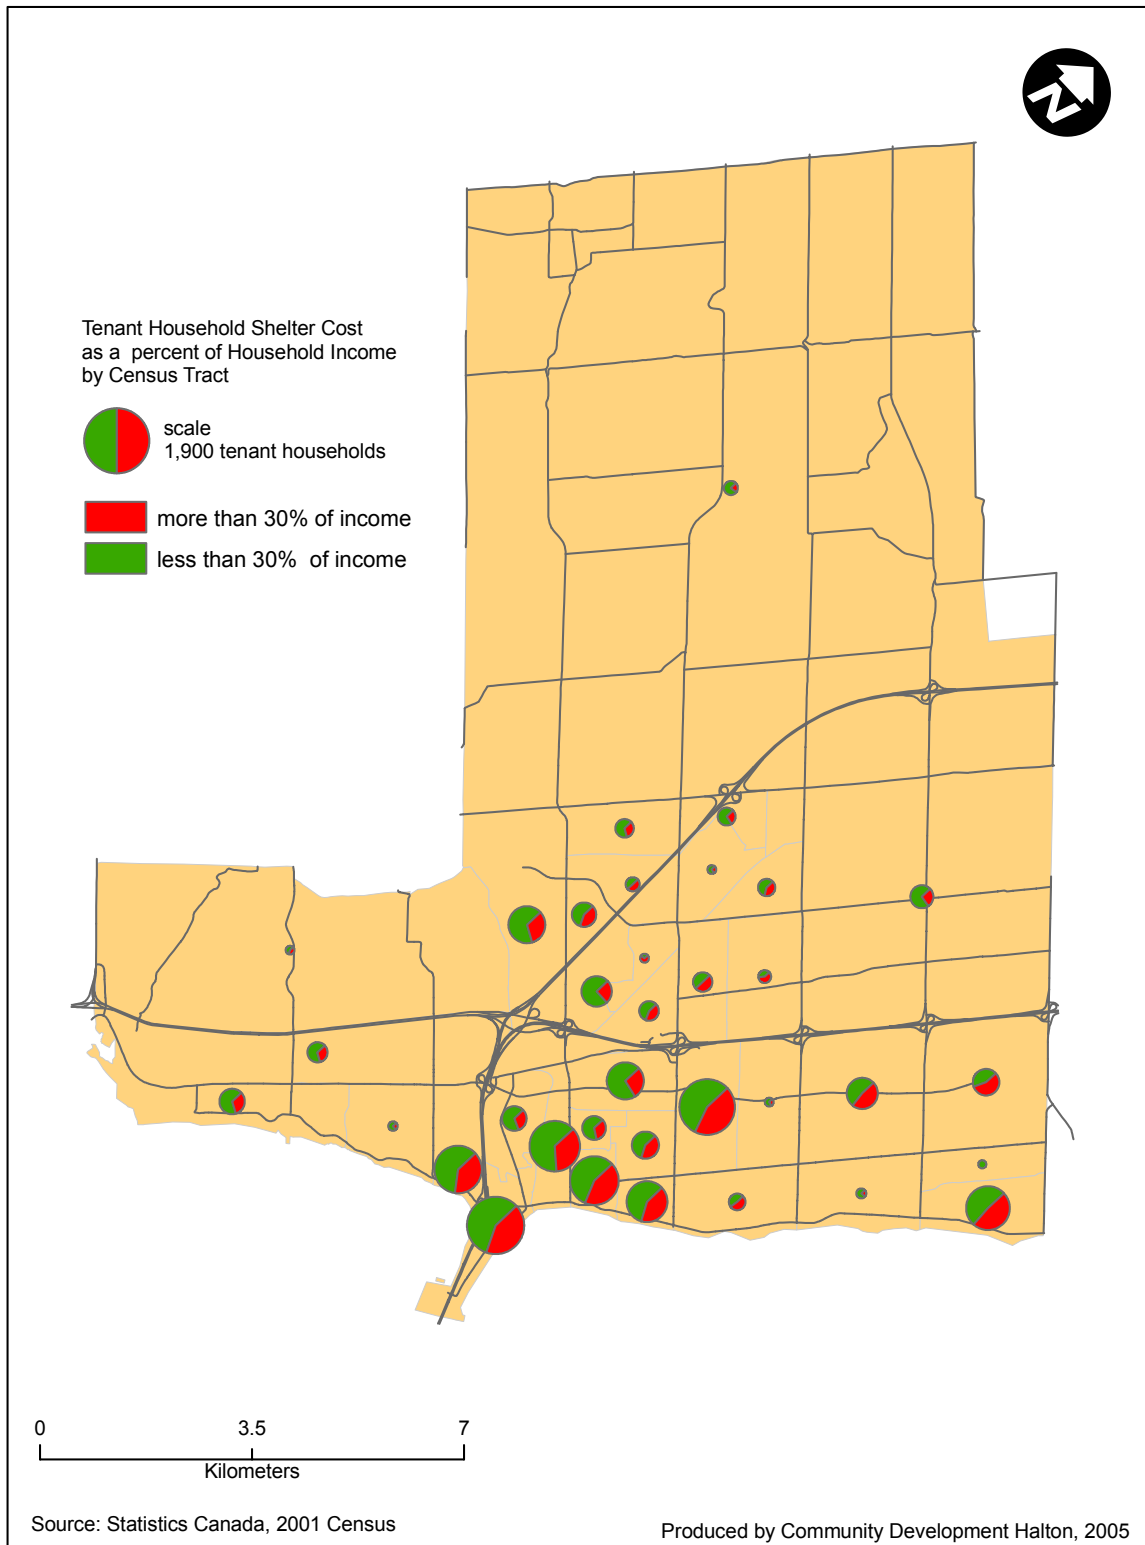 N
Tenant Household Shelter Cost
as a percent of Household Income
by Census Tract
scale
1,900 tenant households
more than 30% of income
less than 30% of income
0 3.5 7
Kilometers
Source: Statistics Canada, 2001 Census
Produced by Community Development Halton, 2005